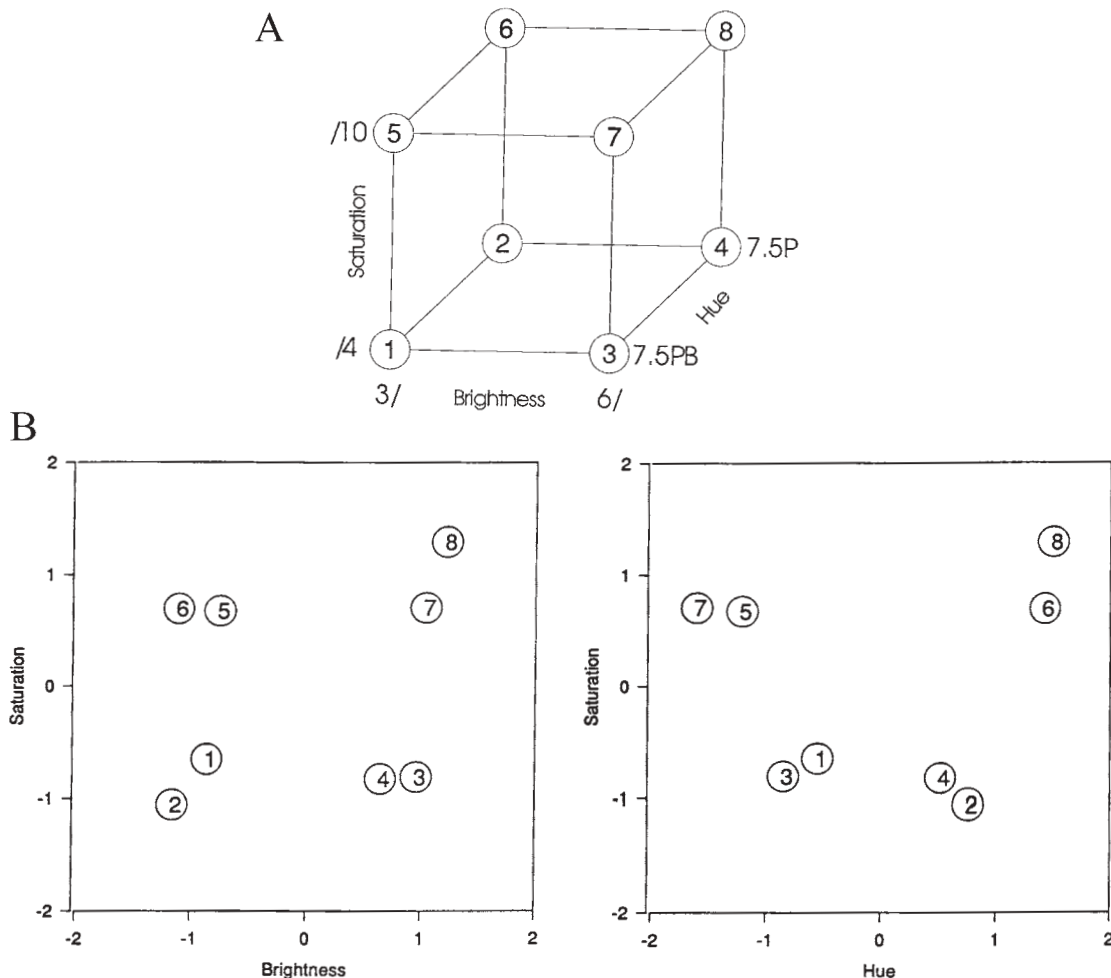 A
6 8
/10 5 7
Saturation
2 4 7.5P
Hue
/4 1 3 7.5PB
3/ Brightness 6/
B
2
1
0
-1
-2
Saturation
8
6 5 7
1
2 4 3
-2 -1 0 1 2
Brightness
2
1
0
-1
-2
Saturation
8
7 5 6
3 1 4
2
-2 -1 0 1 2
Hue